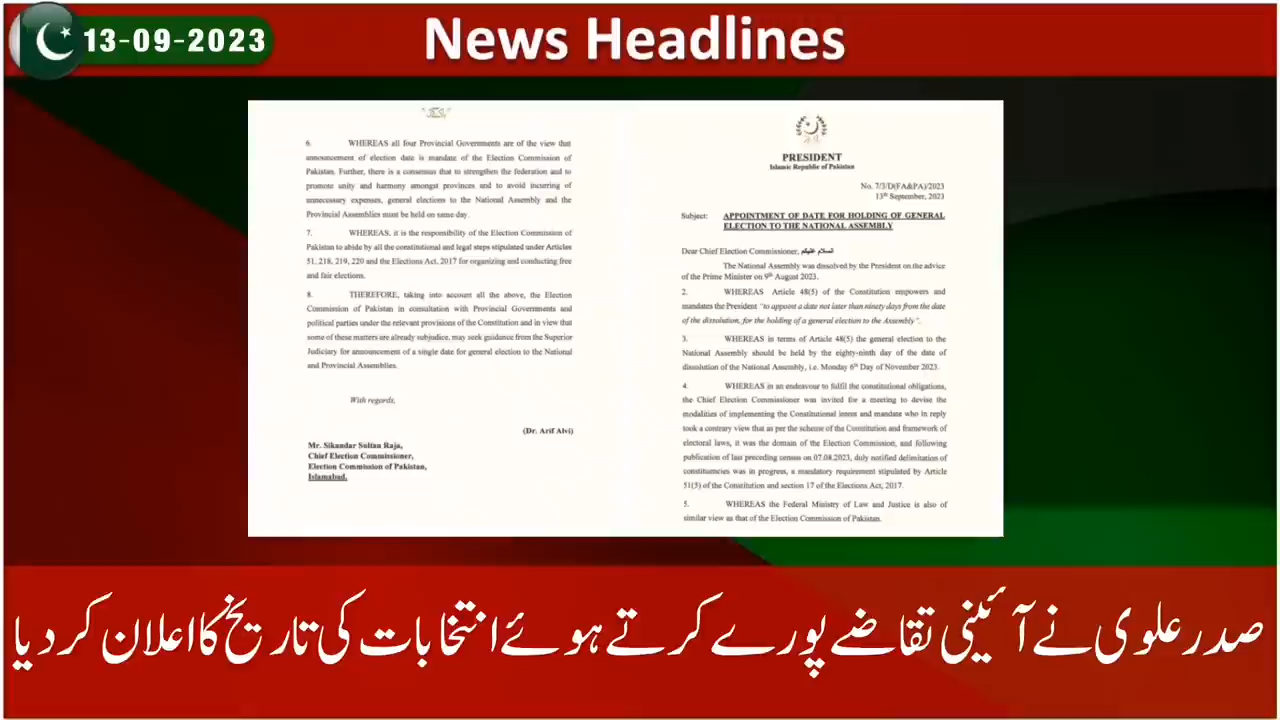 13-09-2023
News Headlines
6. WHEREAS all four Provincial Governments are of the view that
announcement of election date is mandate of the Election Commission of
Pakistan. Further, there is a consensus that to strengthen the federation and to
promote unity and harmony amongst provinces and to avoid incurring of
unnecessary expenses, general elections to the National Assembly and the
Provincial Assemblies must be held on same day.
7. WHEREAS, it is the responsibility of the Election Commission of
Pakistan to abide by all the constitutional and legal steps stipulated under Articles
51, 218, 219, 220 and the Elections Act, 2017 for organizing and conducting free
and fair elections.
8. THEREFORE, taking into account all the above, the Election
Commission of Pakistan in consultation with Provincial Governments and
political parties under the relevant provisions of the Constitution and in view that
some of these matters are already subjudice, may seek guidance from the Superior
Judiciary for announcement of a single date for general election to the National
and Provincial Assemblies.
With regards,
(Dr. Arif Alvi)
Mr. Sikandar Sultan Raja,
Chief Election Commissioner,
Election Commission of Pakistan,
Islamabad.
PRESIDENT
Islamic Republic of Pakistan
No. 7/3/D(FA&PA)/2023
13th September, 2023
Subject: APPOINTMENT OF DATE FOR HOLDING OF GENERAL
ELECTION TO THE NATIONAL ASSEMBLY
Dear Chief Election Commissioner, السلام علیکم
The National Assembly was dissolved by the President on the advice
of the Prime Minister on 9th August 2023.
2. WHEREAS Article 48(5) of the Constitution empowers and
mandates the President "to appoint a date not later than ninety days from the date
of the dissolution, for the holding of a general election to the Assembly".
3. WHEREAS in terms of Article 48(5) the general election to the
National Assembly should be held by the eighty-ninth day of the date of
dissolution of the National Assembly, i.e. Monday 6th Day of November 2023.
4. WHEREAS in an endeavour to fulfil the constitutional obligations,
the Chief Election Commissioner was invited for a meeting to devise the
modalities of implementing the Constitutional intent and mandate who in reply
took a contrary view that as per the scheme of the Constitution and framework of
electoral laws, it was the domain of the Election Commission, and following
publication of last preceding census on 07.08.2023, duly notified delimitation of
constituencies was in progress, a mandatory requirement stipulated by Article
51(5) of the Constitution and section 17 of the Elections Act, 2017.
5. WHEREAS the Federal Ministry of Law and Justice is also of
similar view as that of the Election Commission of Pakistan.
صدر علوی نے آئینی تقاضے پورے کرتے ہوئے انتخابات کی تاریخ کا اعلان کر دیا